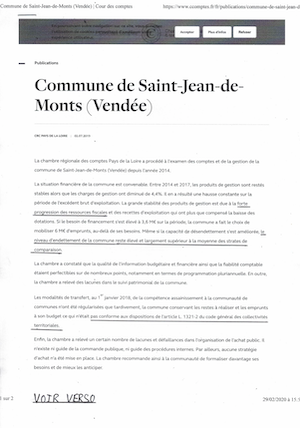 Commune de Saint-Jean-de-Monts (Vendée) | Cour des comptes https://www.ccomptes.fr/fr/publications/commune-de-saint-jean-d
Accepter Plus d'infos Refuser
Publications
Commune de Saint-Jean-de-
Monts (Vendée)
CRC PAYS DE LA LOIRE
La chambre régionale des comptes Pays de la Loire a procédé à l'examen des comptes et de la gestion de la
commune de Saint-Jean-de-Monts (Vendée) depuis l'année 2014.
La situation financière de la commune est convenable. Entre 2014 et 2017, les produits de gestion sont restés
stables alors que les charges de gestion ont diminué de 4,4%. Il en a résulté une hausse constante sur la
période de l'excédent brut d'exploitation. La grande stabilité des produits de gestion est due à la forte
progression des ressources fiscales et des recettes d'exploitation qui ont plus que compensé la baisse des
dotations. Si le besoin de financement s'est élevé à 3,9 M€ sur la période, la commune a fait le choix de
mobiliser 6 M€ d'emprunts, au-delà de ses besoins. Même si la capacité de désendettement s'est améliorée, le
niveau d'endettement de la commune reste élevé et largement supérieur à la moyenne des strates de
comparaison.
La chambre a constaté que la qualité de l'information budgétaire et financière ainsi que la fiabilité comptable
étaient perfectibles sur de nombreux points, notamment en termes de programmation pluriannuelle. En outre,
la chambre a relevé des lacunes dans le suivi patrimonial de la commune.
Les modalités de transfert, au 1er janvier 2018, de la compétence assainissement à la communauté de
communes n'ont été régularisées que tardivement, la commune conservant les restes à réaliser et les emprunts
à son budget ce qui n'était pas conforme aux dispositions de l'article L. 1321-2 du code général des collectivités
territoriales.
Enfin, la chambre a relevé un certain nombre de lacunes et défaillances dans l'organisation de l'achat public. Il
n'existe ni guide de la commande publique, ni guide des procédures internes. Par ailleurs, aucune stratégie
d'achat n'a été mise en place. La chambre recommande ainsi à la commune de formaliser davantage ses
besoins et de mieux les anticiper.
1 sur 2 VOIR VERSO 29/02/2020 à 15:3